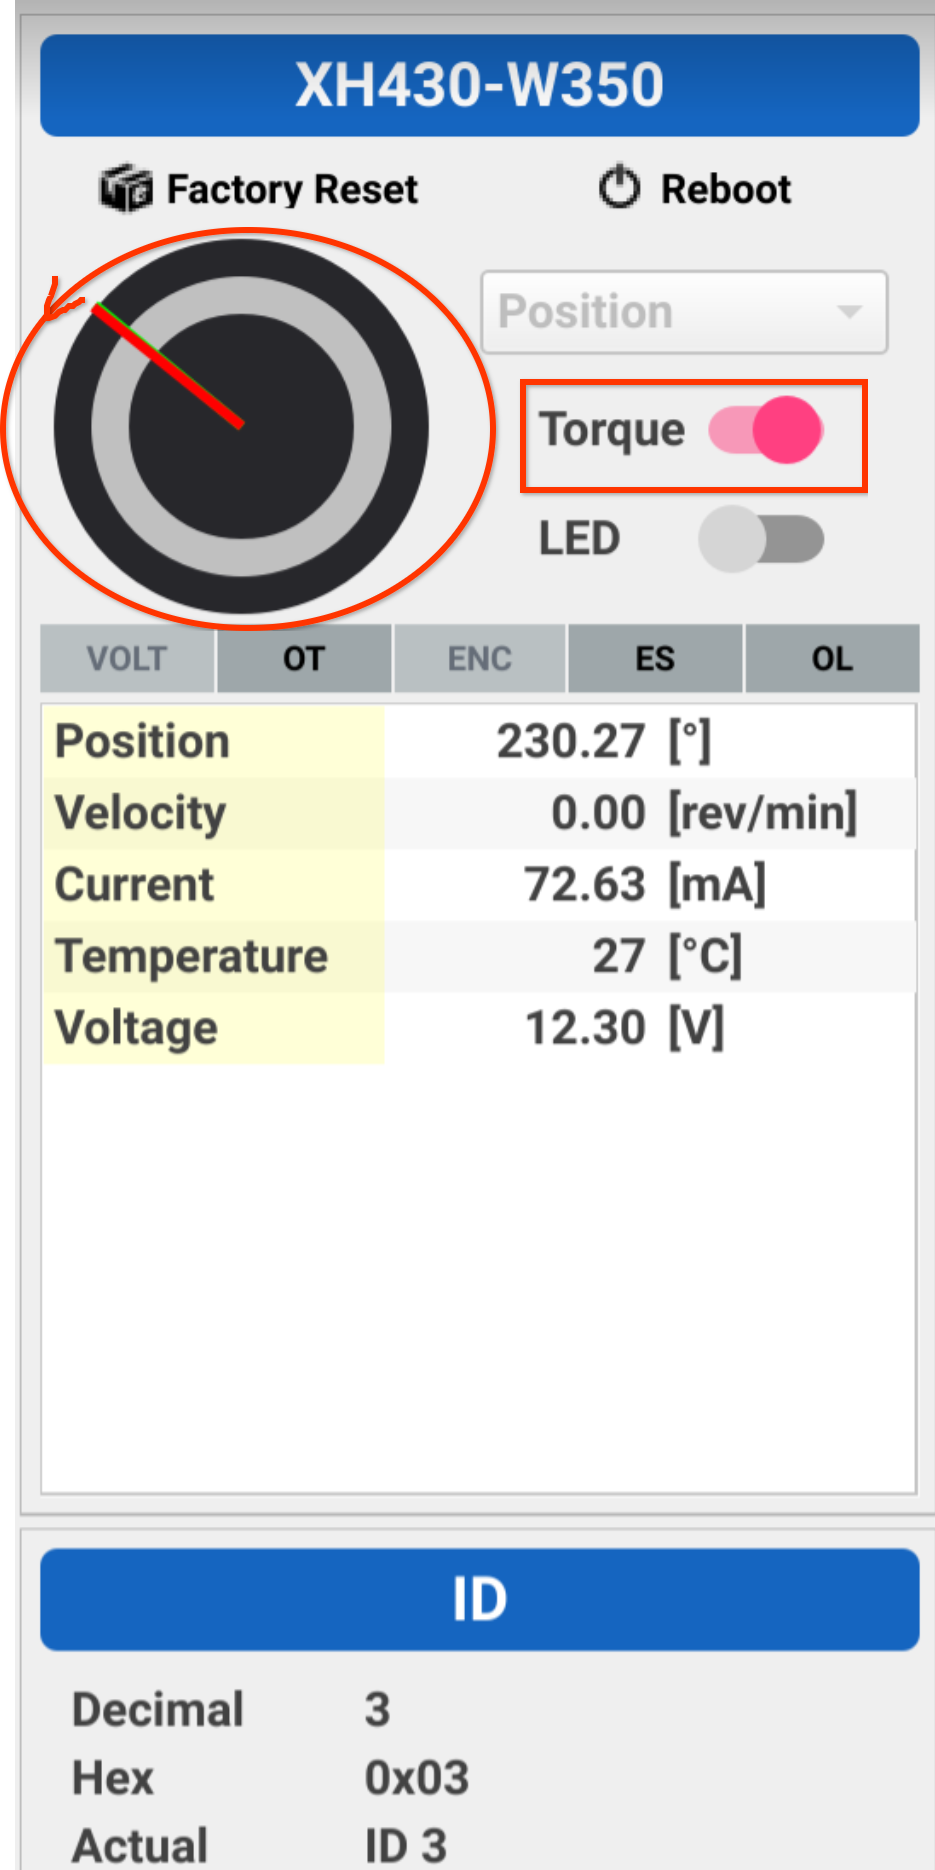 XH430-W350
Factory Reset Reboot
Position
Torque
LED
VOLT OT ENC ES OL
Position 230.27 [°]
Velocity 0.00 [rev/min]
Current 72.63 [mA]
Temperature 27 [°C]
Voltage 12.30 [V]
ID
Decimal 3
Hex 0x03
Actual ID 3